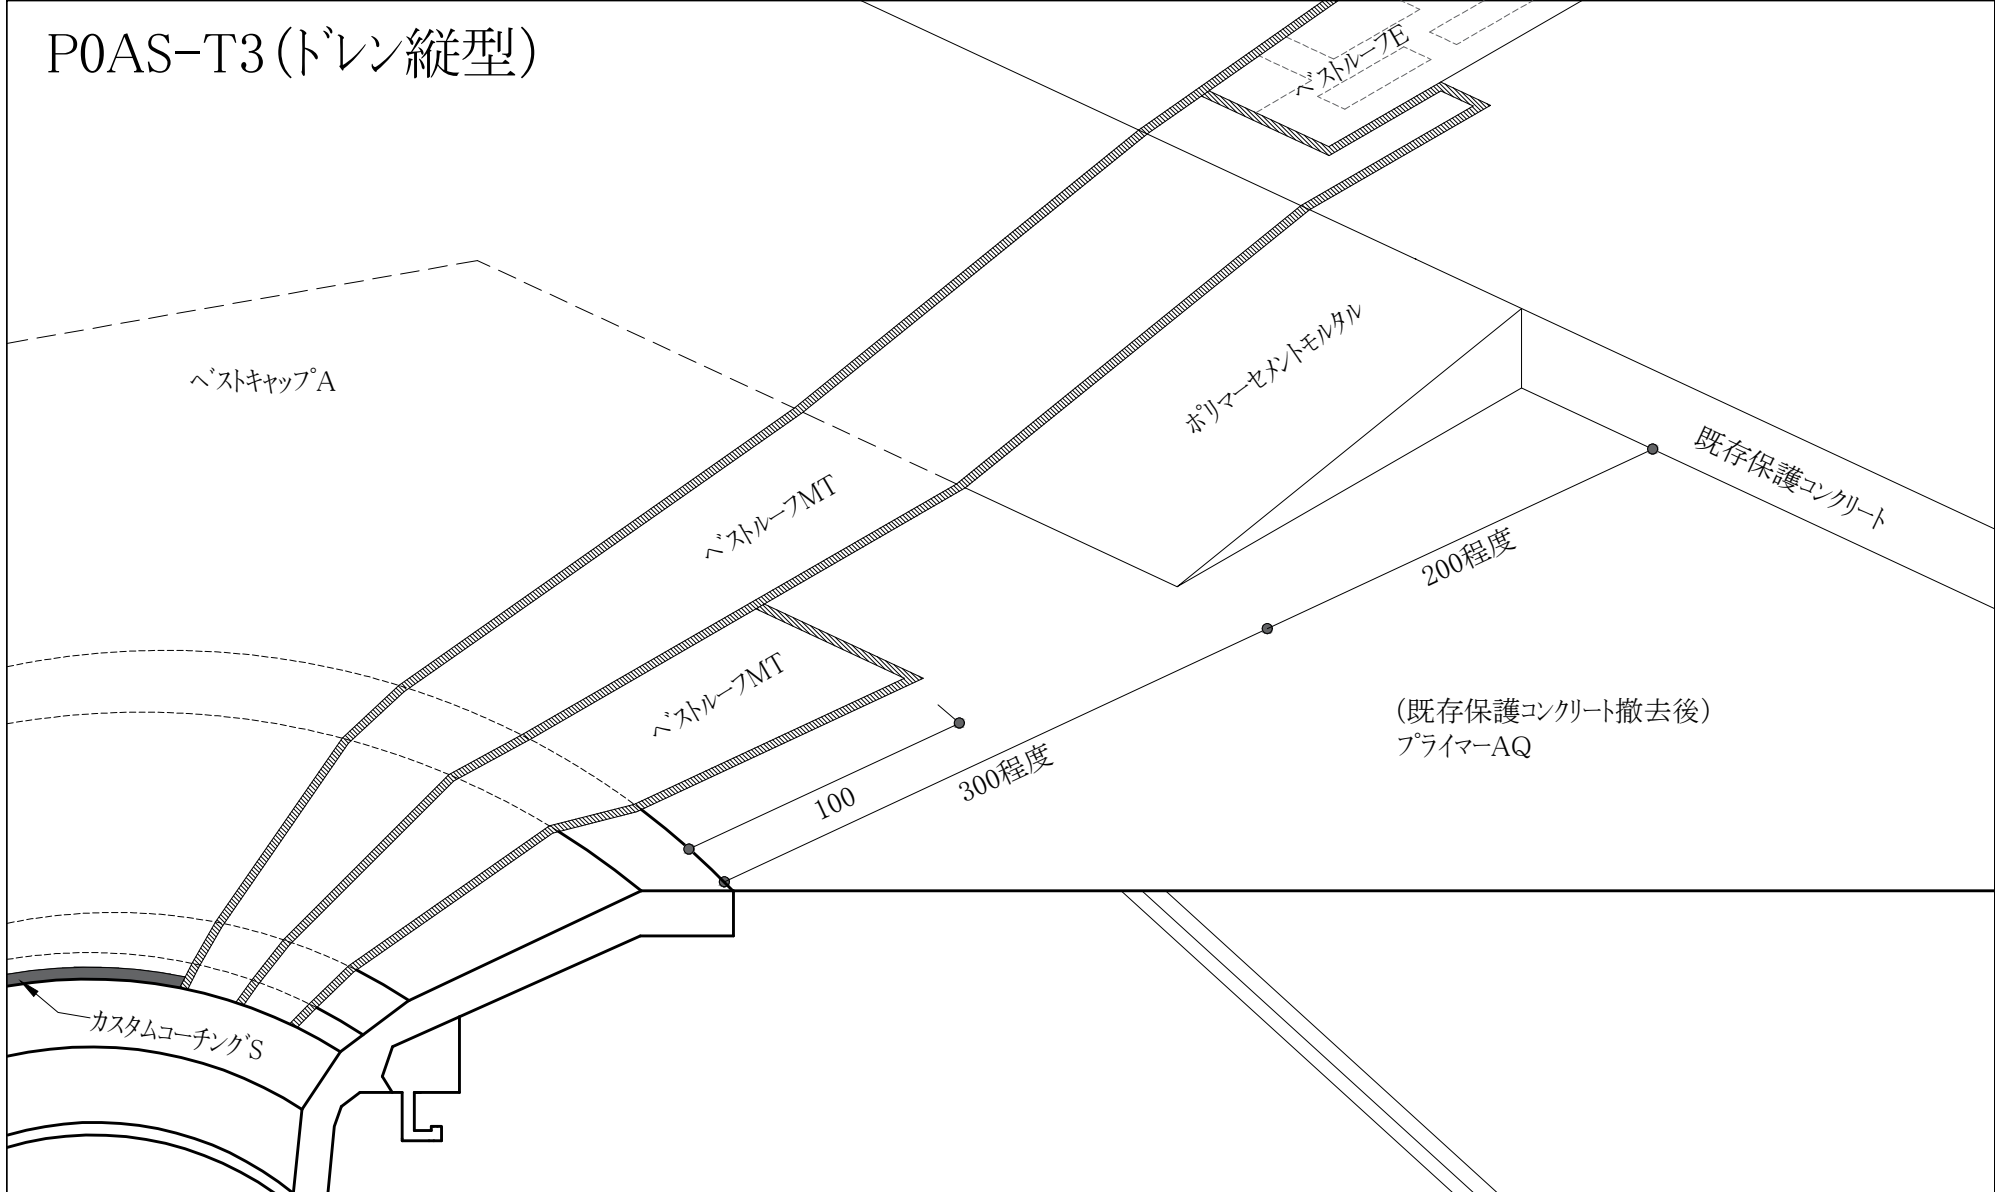 P0AS-T3(ドレン縦型)
ベストルーフE
ベストキャップA
ポリマーセメントモルタル
既存保護コンクリート
ベストルーフMT
200程度
ベストルーフMT
(既存保護コンクリート撤去後)
プライマーAQ
300程度
100
カスタムコーチングS